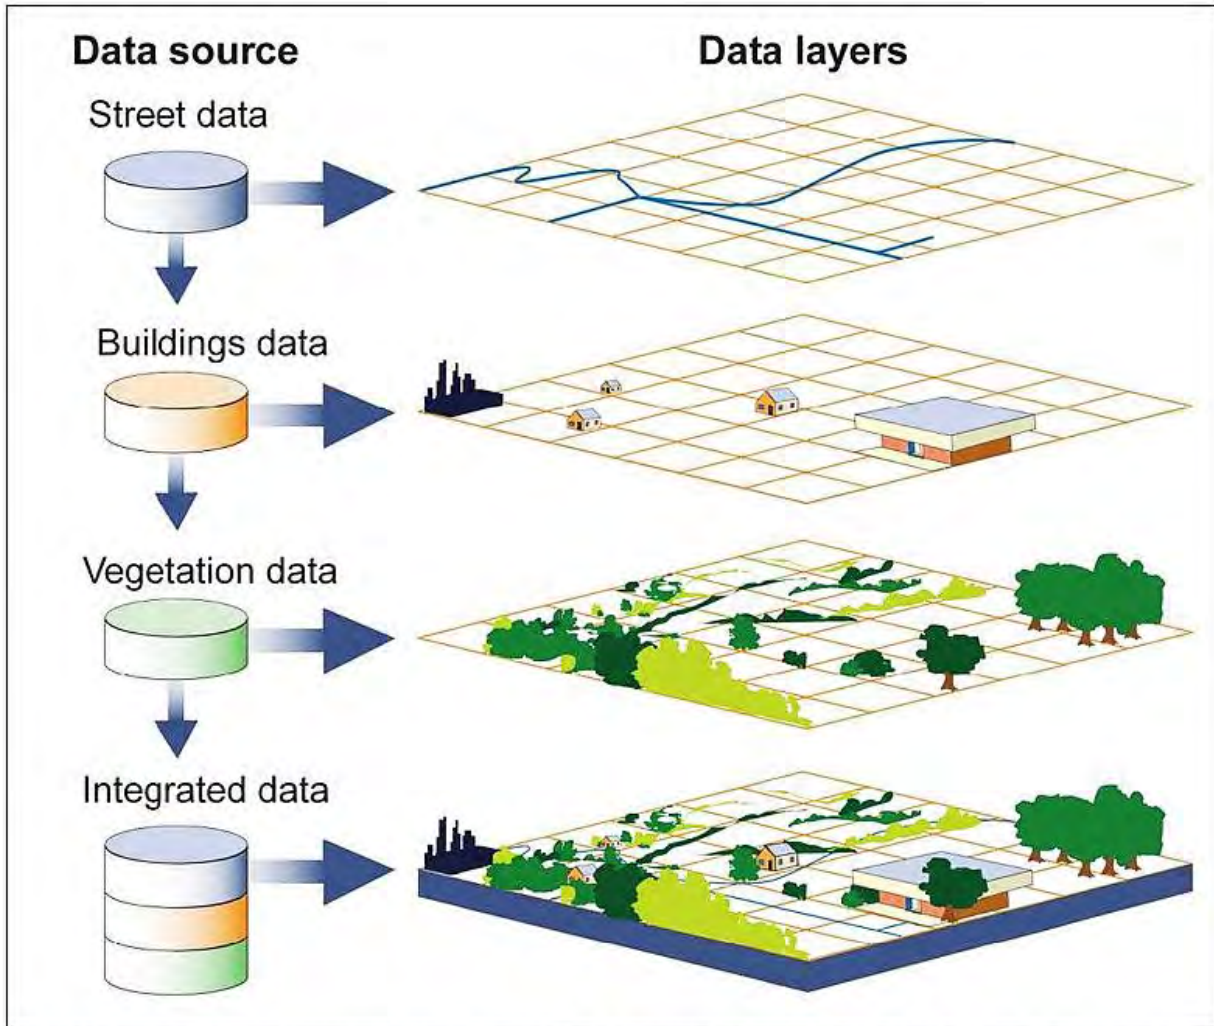 Data source
Data layers
Street data
Buildings data
Vegetation data
Integrated data